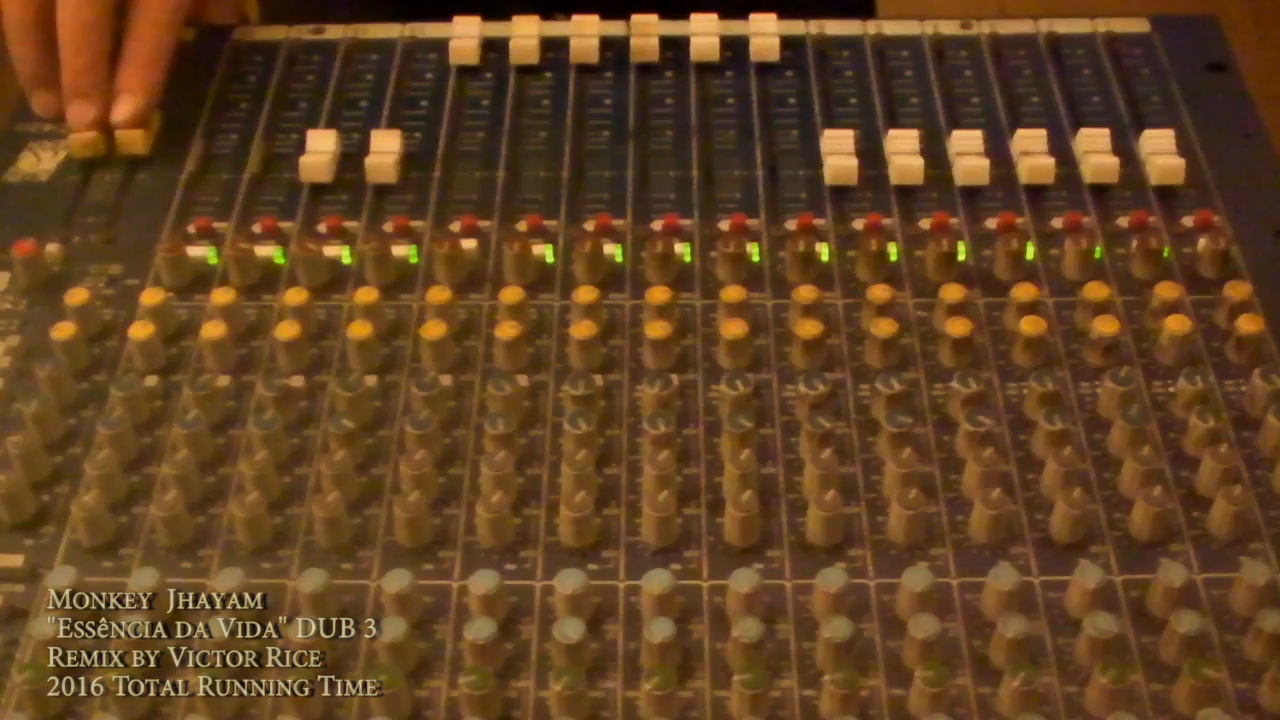 Monkey Jhayam
"Essência da Vida" DUB 3
Remix by Victor Rice
2016 Total Running Time